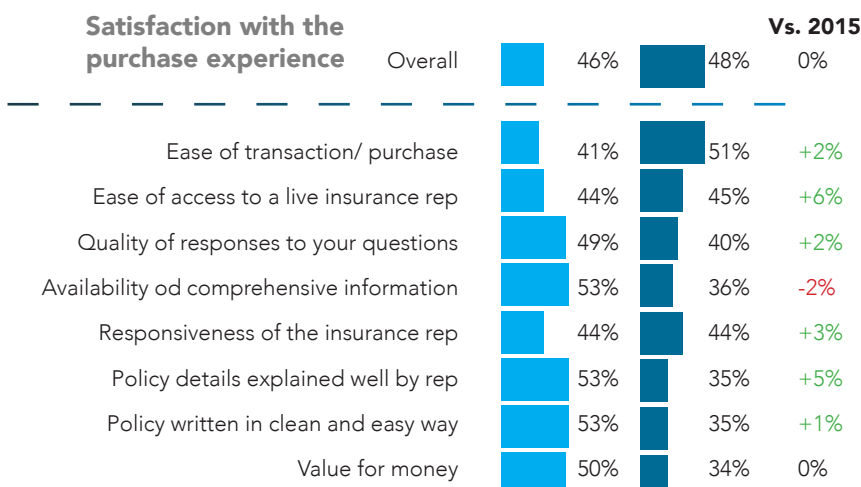 Satisfaction with the
purchase experience
Vs. 2015
Overall 46% 48% 0%
Ease of transaction/ purchase 41% 51% +2%
Ease of access to a live insurance rep 44% 45% +6%
Quality of responses to your questions 49% 40% +2%
Availability od comprehensive information 53% 36% -2%
Responsiveness of the insurance rep 44% 44% +3%
Policy details explained well by rep 53% 35% +5%
Policy written in clean and easy way 53% 35% +1%
Value for money 50% 34% 0%